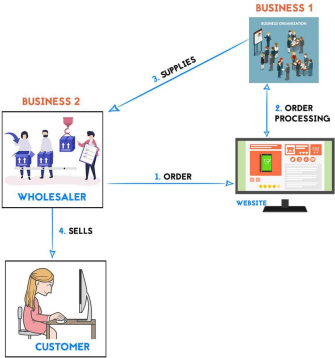 BUSINESS 1
BUSINESS ORGANIZATION
3. SUPPLIES
BUSINESS 2
2. ORDER
PROCESSING
WHOLESALER
1. ORDER
WEBSITE
4. SELLS
CUSTOMER